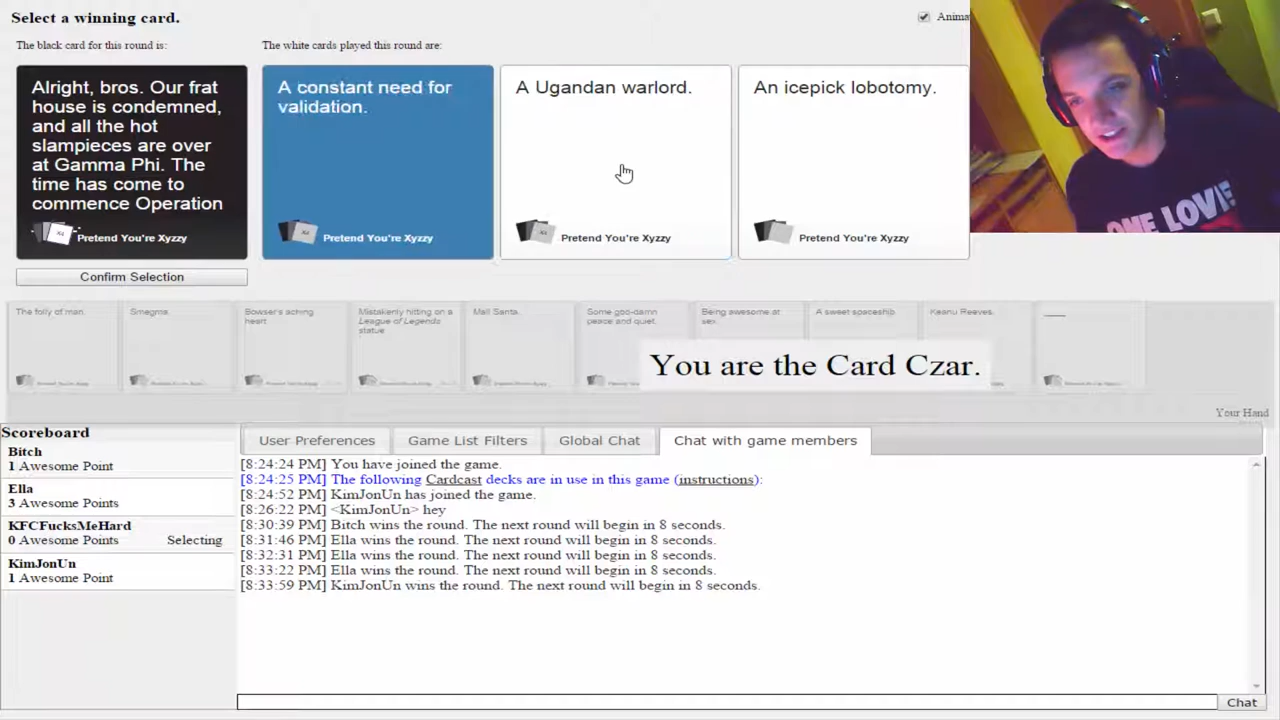 Select a winning card.
Anima
The black card for this round is:
The white cards played this round are:
Alright, bros. Our frat
house is condemned,
and all the hot
slampieces are over
at Gamma Phi. The
time has come to
commence Operation
Pretend You're Xyzzy
A constant need for
validation.
Pretend You're Xyzzy
A Ugandan warlord.
Pretend You're Xyzzy
An icepick lobotomy.
Pretend You're Xyzzy
ONE LOVE
Confirm Selection
The folly of man.
Smegma.
Bowser's aching
heart.
Mistakenly hitting on a
League of Legends
statue
Mall Santa.
Some god-damn
peace and quiet.
Being awesome at
sex.
A sweet spaceship.
Keanu Reeves.
You are the Card Czar.
Your Hand
Scoreboard
Bitch
1 Awesome Point
Ella
3 Awesome Points
KFCFucksMeHard
0 Awesome Points Selecting
KimJonUn
1 Awesome Point
User Preferences
Game List Filters
Global Chat
Chat with game members
[8:24:24 PM] You have joined the game.
[8:24:25 PM] The following Cardcast decks are in use in this game (instructions):
[8:24:52 PM] KimJonUn has joined the game.
[8:26:22 PM] <KimJonUn> hey
[8:30:39 PM] Bitch wins the round. The next round will begin in 8 seconds.
[8:31:46 PM] Ella wins the round. The next round will begin in 8 seconds.
[8:32:31 PM] Ella wins the round. The next round will begin in 8 seconds.
[8:33:22 PM] Ella wins the round. The next round will begin in 8 seconds.
[8:33:59 PM] KimJonUn wins the round. The next round will begin in 8 seconds.
Chat